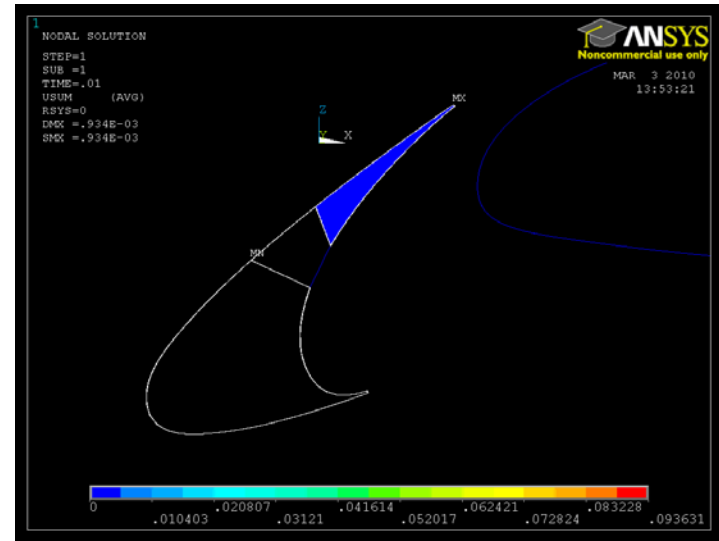 1
NODAL SOLUTION
STEP=1
SUB =1
TIME=.01
USUM (AVG)
RSYS=0
DMX =.934E-03
SMX =.934E-03
ANSYS
Noncommercial use only
MAR 3 2010
13:53:21
MX
Z
Y X
MN
0 .020807 .041614 .062421 .083228
.010403 .03121 .052017 .072824 .093631